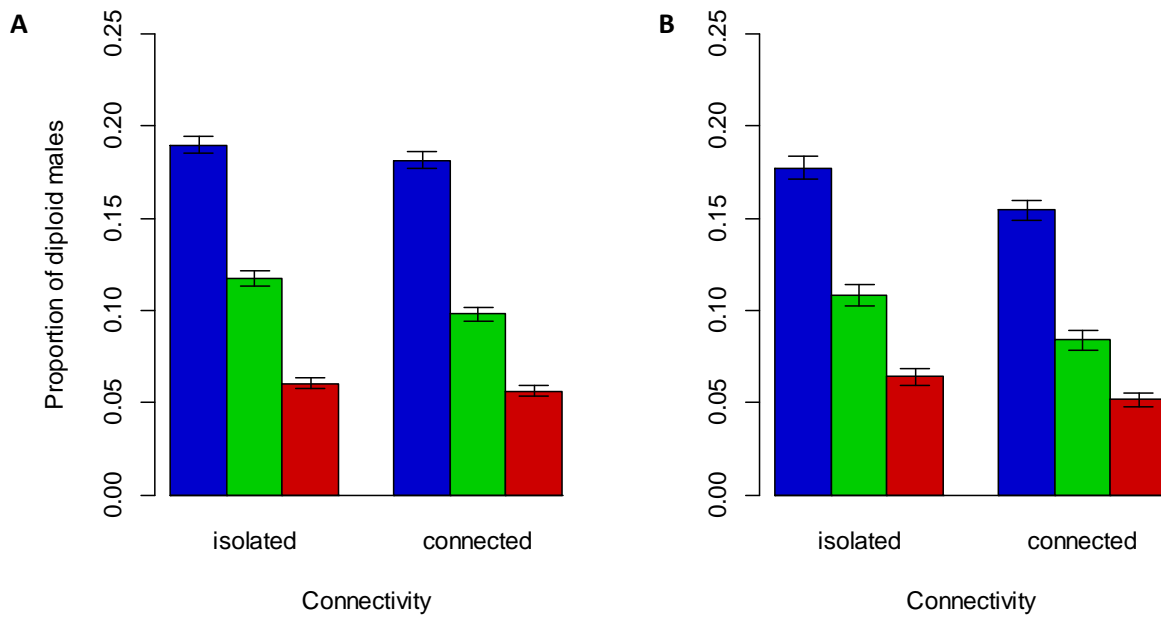 A
Proportion of diploid males
0.25
0.20
0.15
0.10
0.05
0.00
isolated connected
Connectivity
B
0.25
0.20
0.15
0.10
0.05
0.00
isolated connected
Connectivity